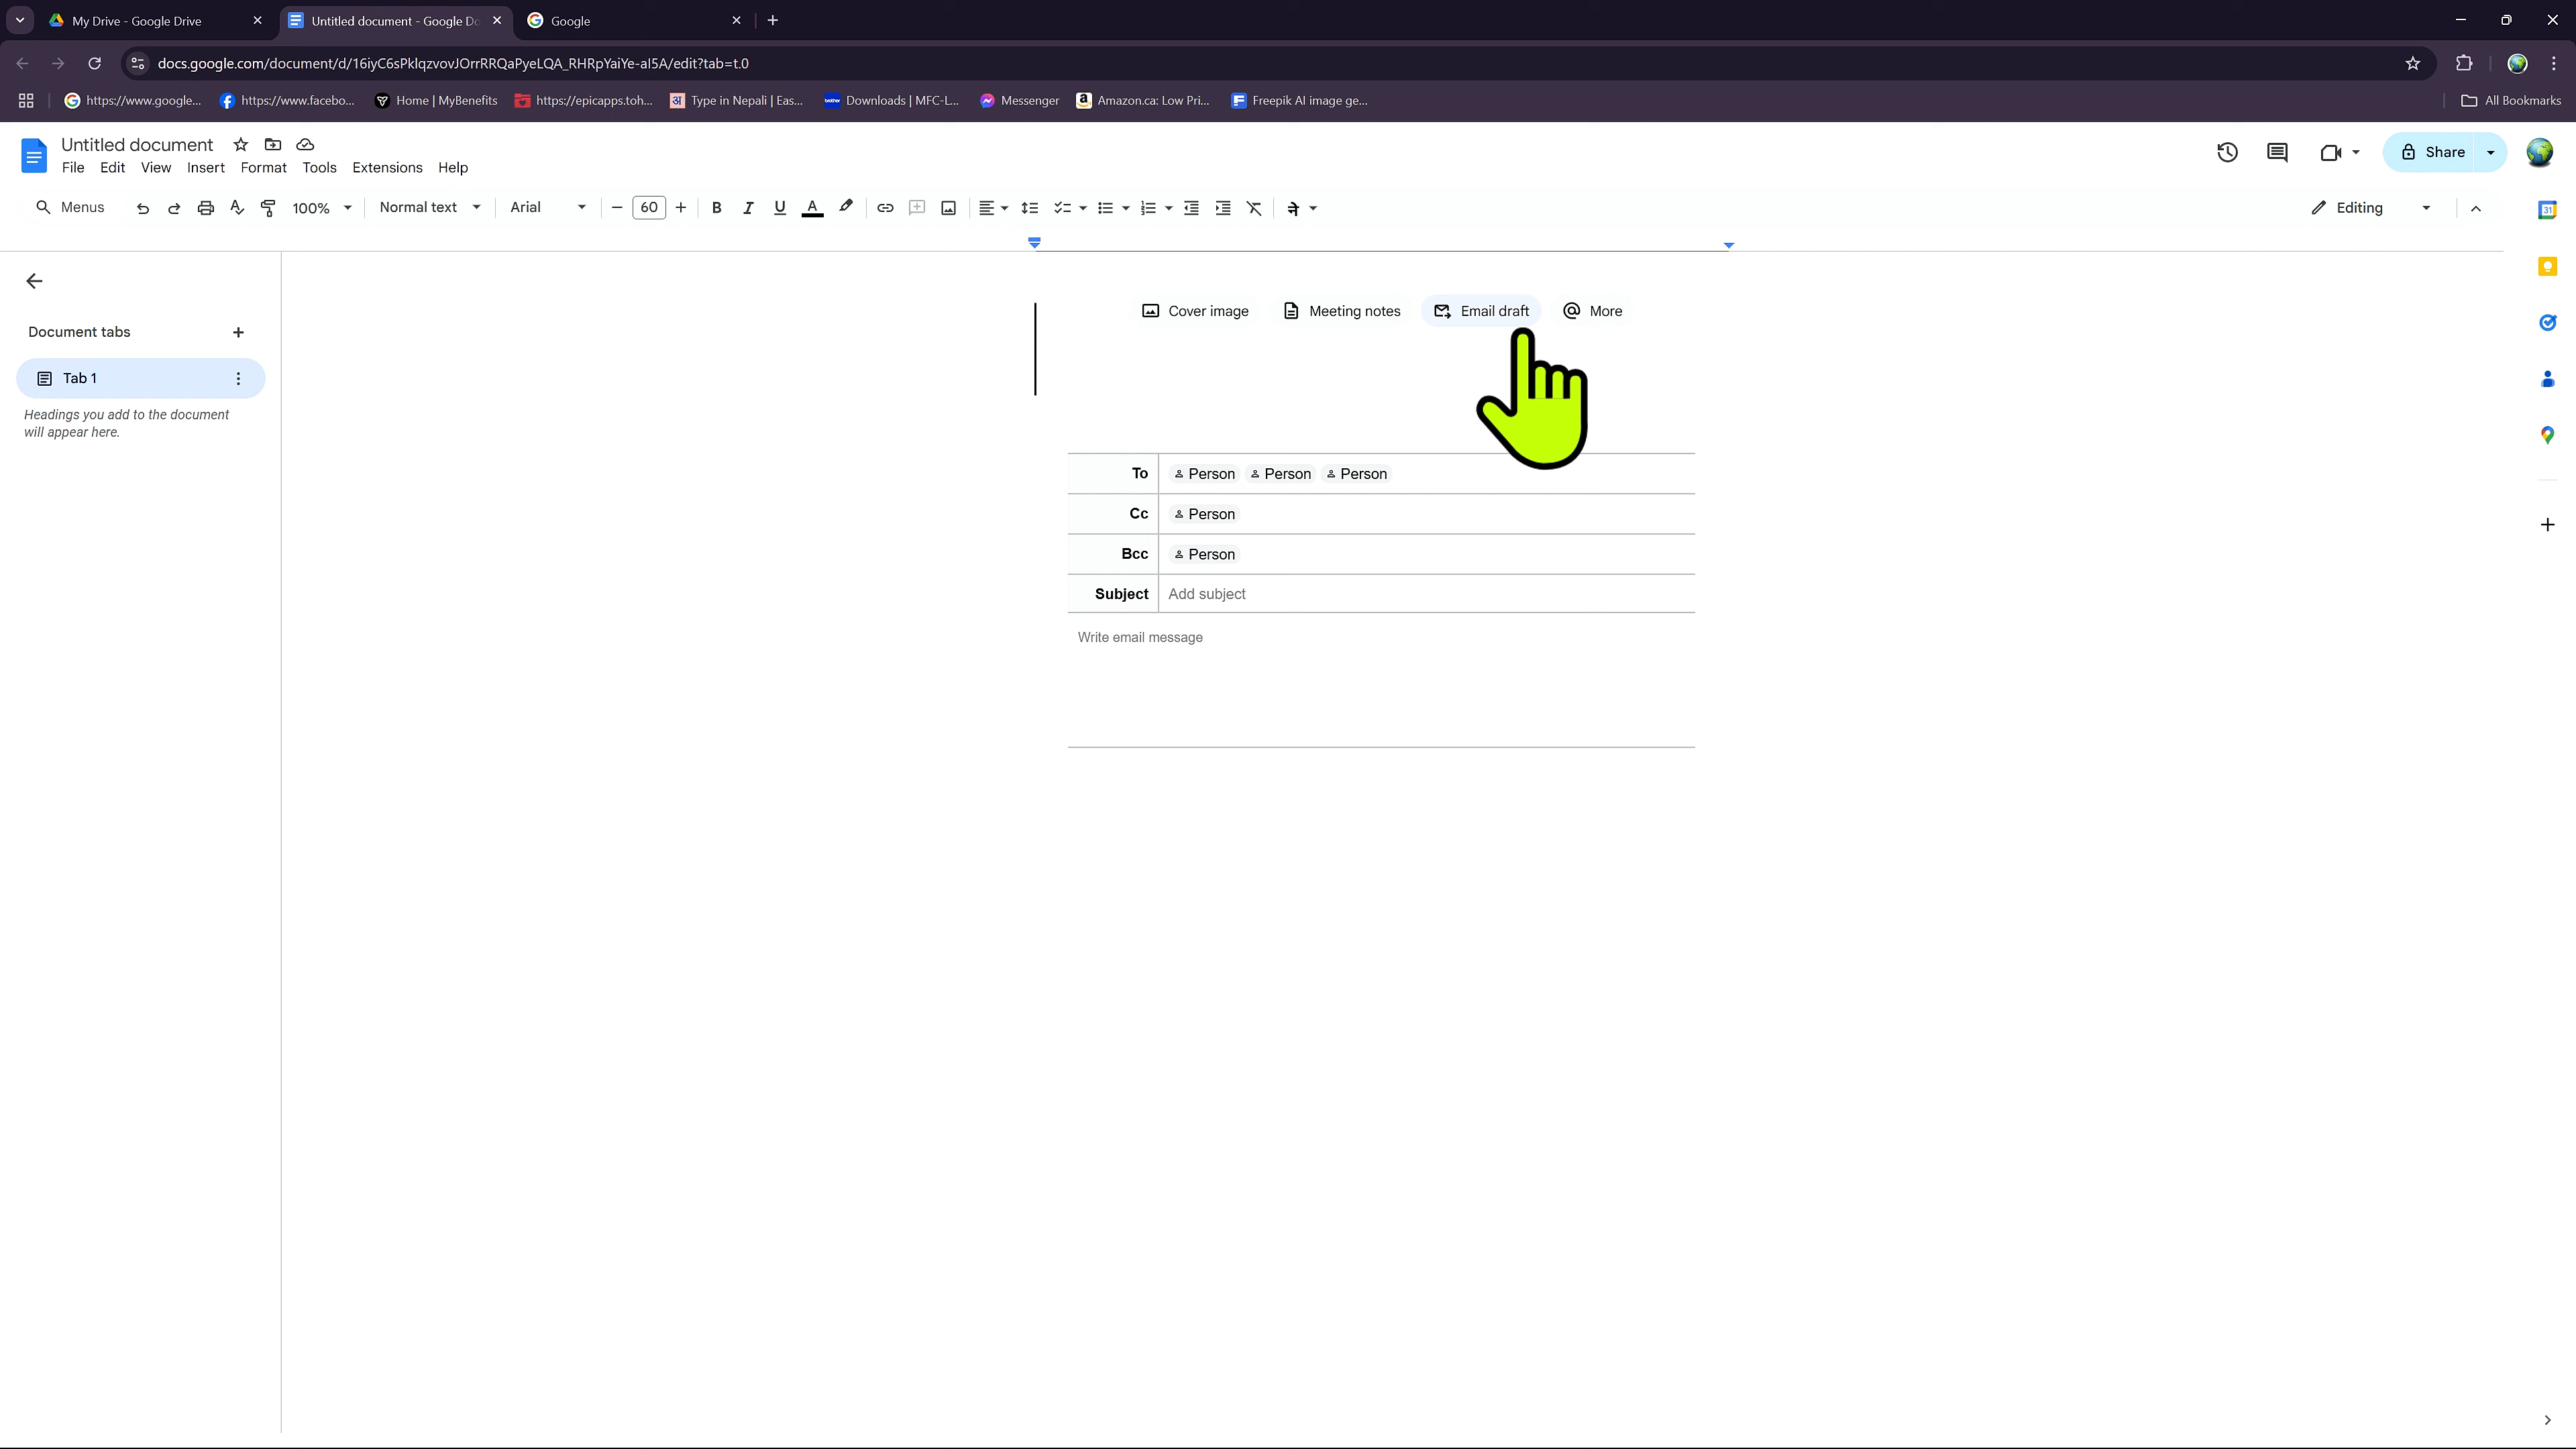 My Drive - Google Drive
Untitled document - Google Do
Google
docs.google.com/document/d/16iyC6sPklqzvovJOrrRRQaPyeLQA_RHRpYaiYe-al5A/edit?tab=t.0
https://www.google...
https://www.facebo...
Home | MyBenefits
https://epicapps.toh...
अ Type in Nepali | Eas...
brother Downloads | MFC-L...
Messenger
Amazon.ca: Low Pri...
Freepik AI image ge...
All Bookmarks
Untitled document
File Edit View Insert Format Tools Extensions Help
Share
Menus 100% Normal text Arial 60 B I U A Editing
31
Document tabs
Tab 1
Headings you add to the document
will appear here.
Cover image Meeting notes Email draft More
To Person Person Person
Cc Person
Bcc Person
Subject Add subject
Write email message